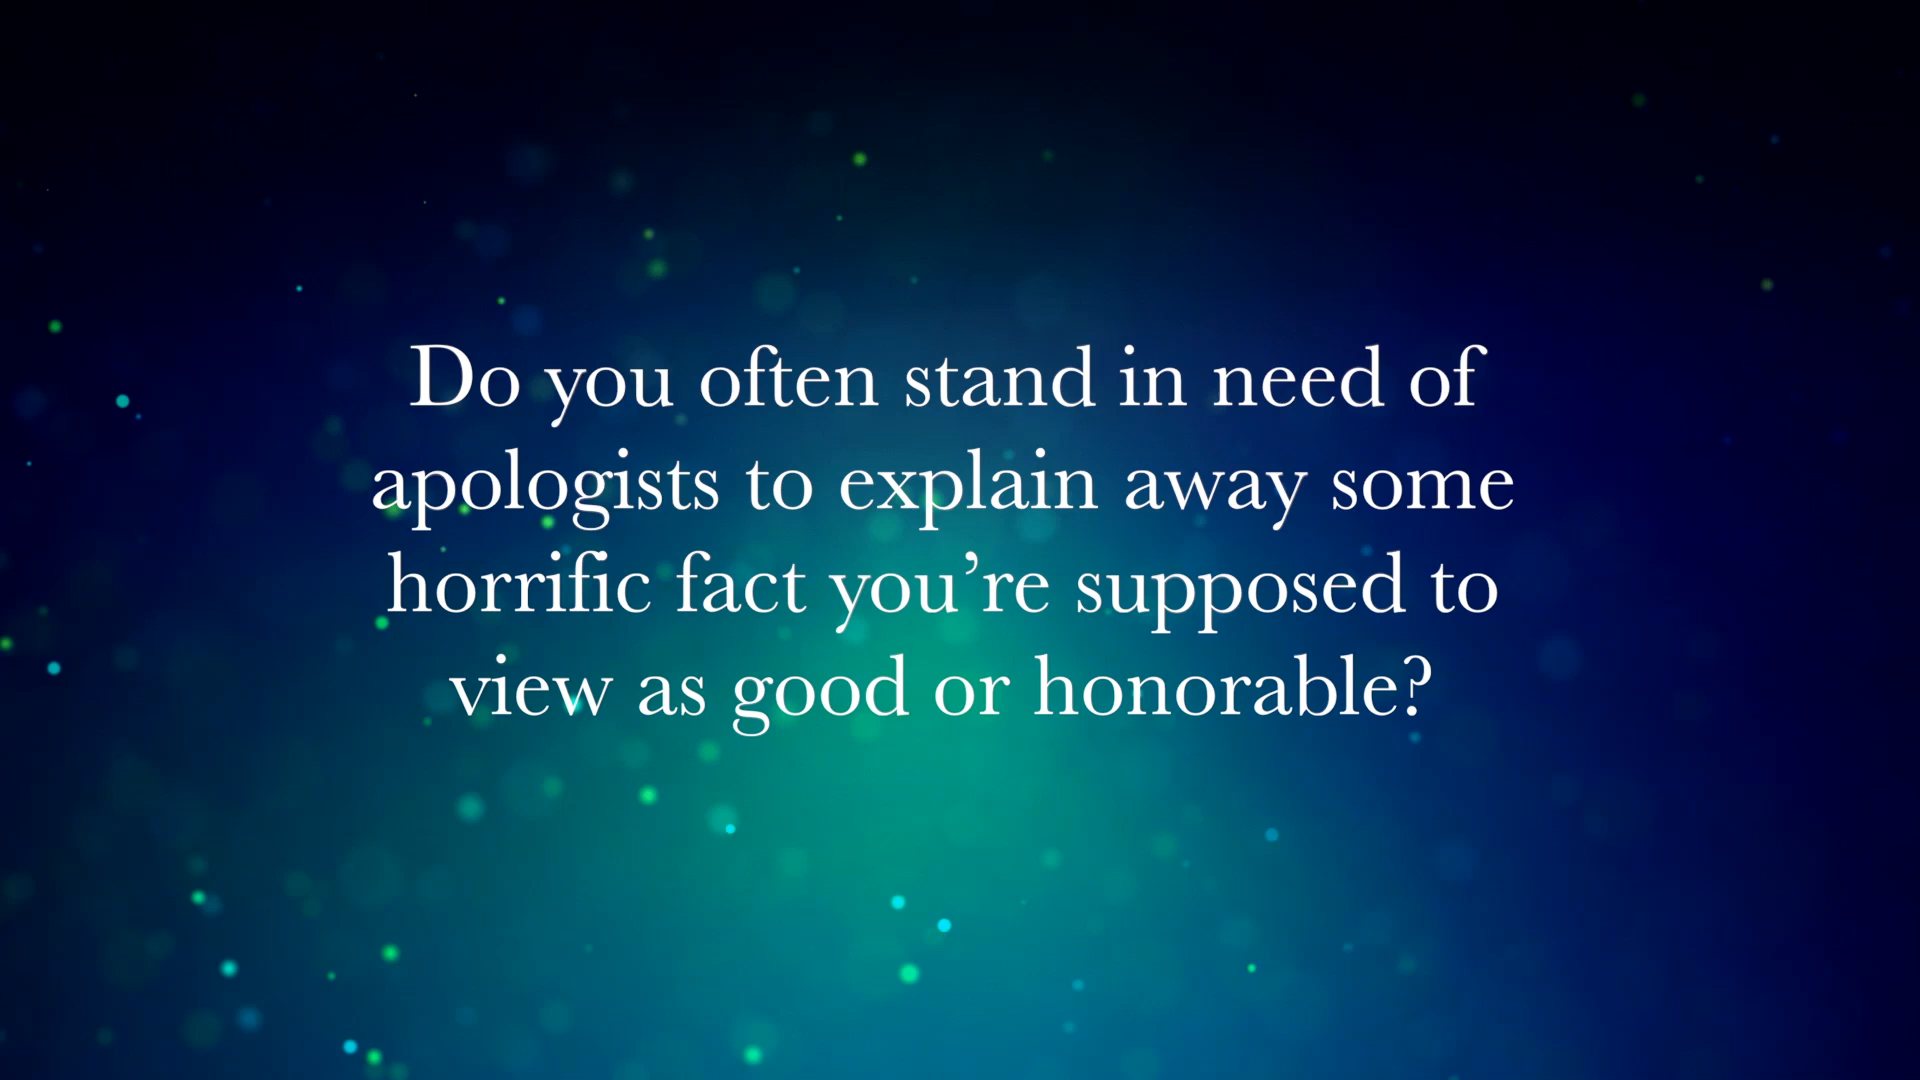 Do you often stand in need of
apologists to explain away some
horrific fact you’re supposed to
view as good or honorable?